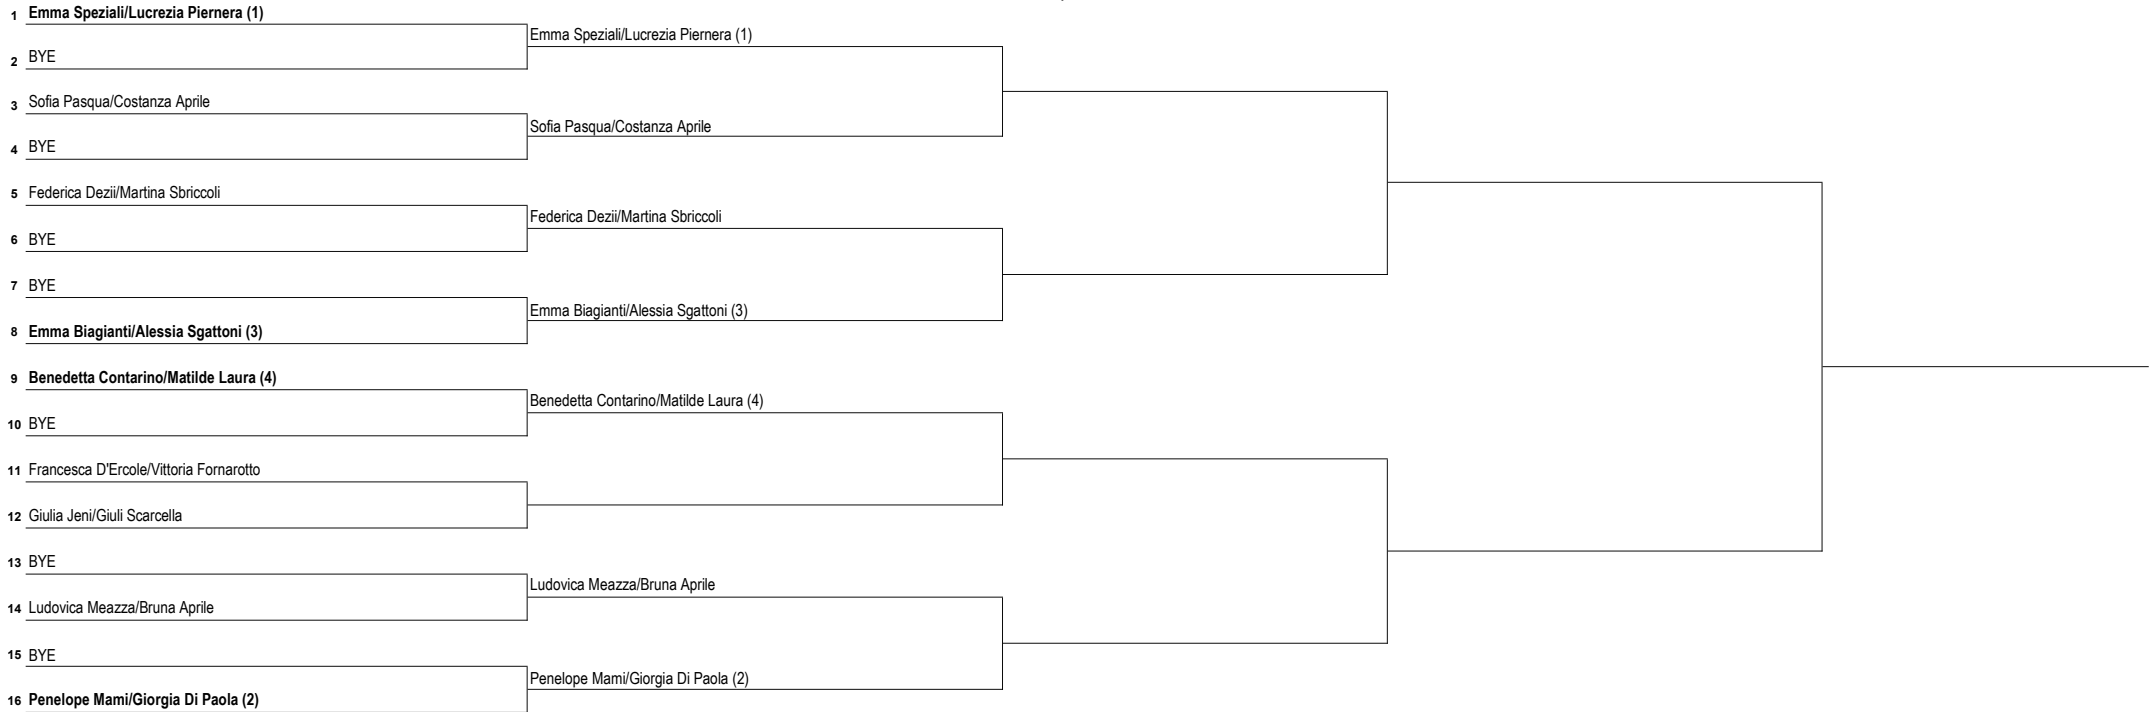 1 Emma Speziali/Lucrezia Piernera (1)
Emma Speziali/Lucrezia Piernera (1)
2 BYE
3 Sofia Pasqua/Costanza Aprile
Sofia Pasqua/Costanza Aprile
4 BYE
5 Federica Dezii/Martina Sbriccoli
Federica Dezii/Martina Sbriccoli
6 BYE
7 BYE
Emma Biagianti/Alessia Sgattoni (3)
8 Emma Biagianti/Alessia Sgattoni (3)
9 Benedetta Contarino/Matilde Laura (4)
Benedetta Contarino/Matilde Laura (4)
10 BYE
11 Francesca D'Ercole/Vittoria Fornarotto
12 Giulia Jeni/Giuli Scarcella
13 BYE
Ludovica Meazza/Bruna Aprile
14 Ludovica Meazza/Bruna Aprile
15 BYE
Penelope Mami/Giorgia Di Paola (2)
16 Penelope Mami/Giorgia Di Paola (2)